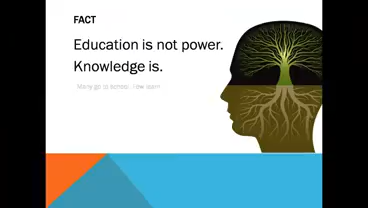 FACT
Education is not power.
Knowledge is.
Many go to school. Few learn